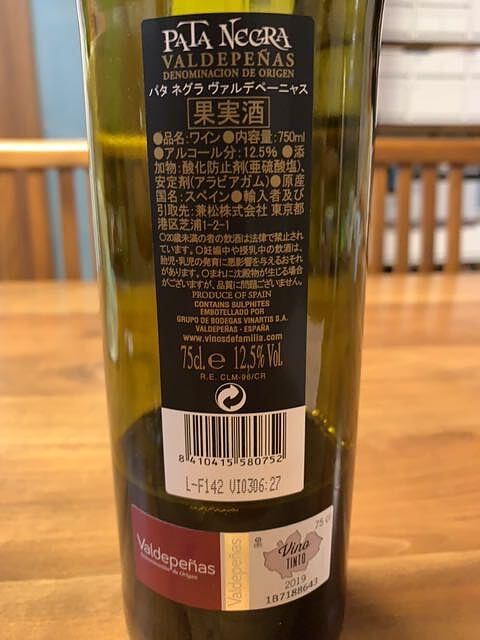 PATA NEGRA
VALDEPEÑAS
DENOMINACION DE ORIGEN
パタ ネグラ ヴァルデペーニャス
果実酒
●品名:ワイン●内容量:750ml
●アルコール分:12.5% ●添
加物:酸化防止剤(亜硫酸塩)、
安定剤(アラビアガム)●原産
国名:スペイン●輸入者及び
引取先:兼松株式会社 東京都
港区芝浦1-2-1
○20歳未満の者の飲酒は法律で禁止され
ています。○妊娠中や授乳中の飲酒は、
胎児・乳児の発育に悪影響を与えるおそれ
があります。○まれに沈殿物が生じる場合
がございますが、品質に問題ございません。
PRODUCE OF SPAIN
CONTAINS SULPHITES
EMBOTELLADO POR
GRUPO DE BODEGAS VINARTIS S.A.
VALDEPEÑAS - ESPAÑA
www.vinosdefamilia.com
75cl. e 12,5% Vol.
R.E. CLM-96/CR
8 410415 580752
L-F142 VI0306:27
Valdepeñas
Denominación de Origen
Valdepeñas
75 cl
Vino
TINTO
2019
1B7188643